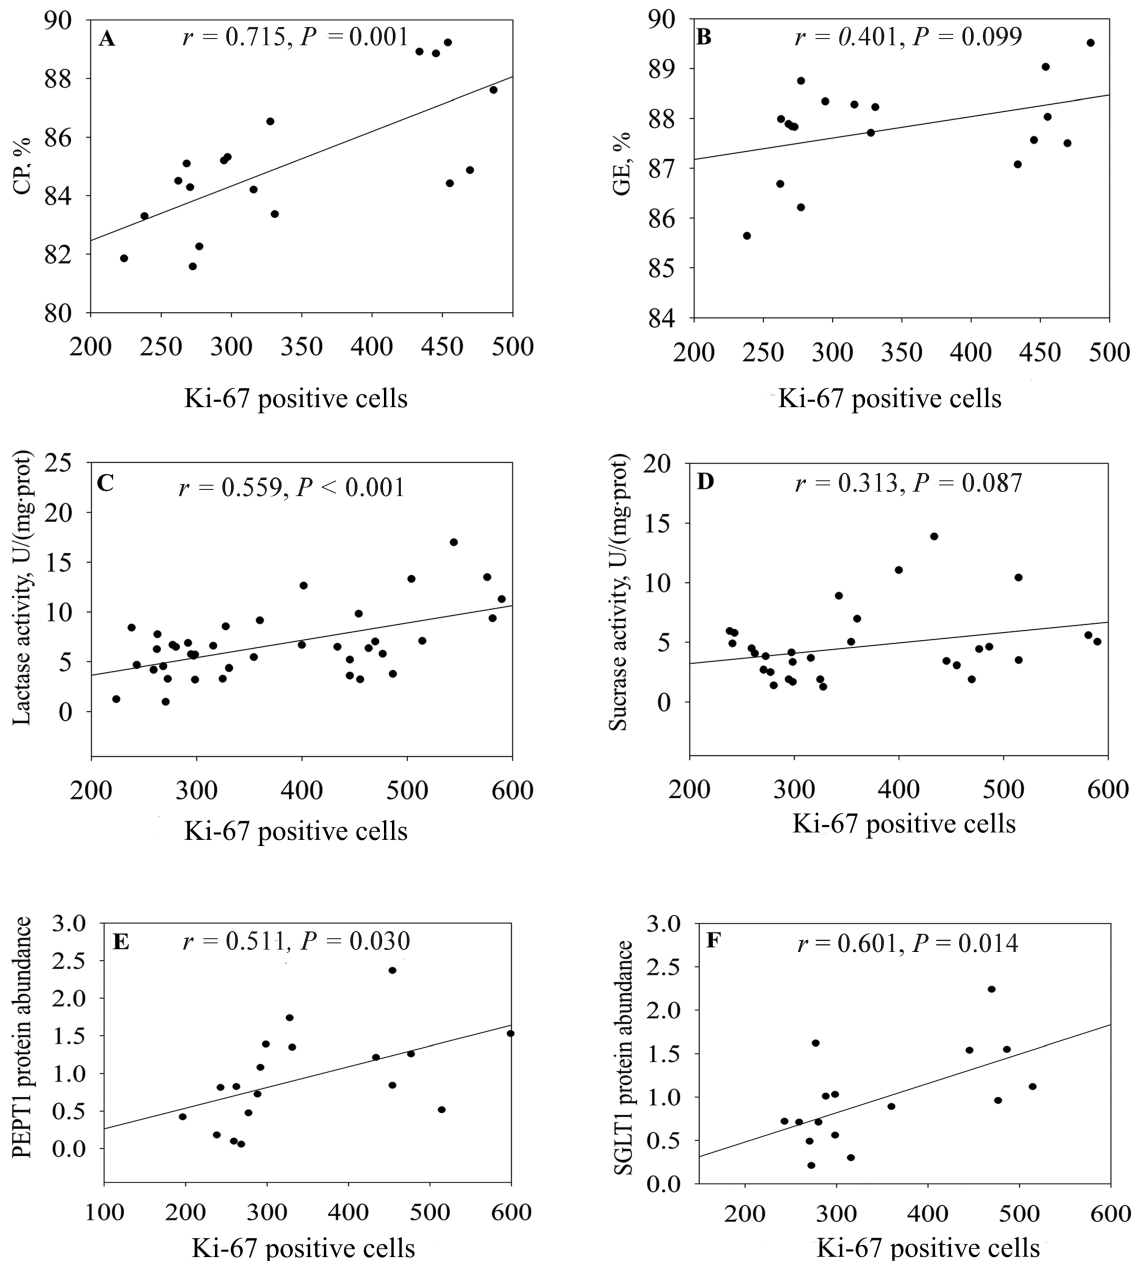 A
r = 0.715, P = 0.001
90
88
86
84
82
80
CP, %
200 250 300 350 400 450 500
Ki-67 positive cells
B
r = 0.401, P = 0.099
90
89
88
87
86
85
84
GE, %
200 250 300 350 400 450 500
Ki-67 positive cells
C
r = 0.559, P < 0.001
25
20
15
10
5
0
Lactase activity, U/(mg·prot)
200 300 400 500 600
Ki-67 positive cells
D
r = 0.313, P = 0.087
20
15
10
5
0
Sucrase activity, U/(mg·prot)
200 300 400 500 600
Ki-67 positive cells
E
r = 0.511, P = 0.030
3.0
2.5
2.0
1.5
1.0
0.5
0.0
PEPT1 protein abundance
100 200 300 400 500 600
Ki-67 positive cells
F
r = 0.601, P = 0.014
3.0
2.5
2.0
1.5
1.0
0.5
0.0
SGLT1 protein abundance
200 300 400 500 600
Ki-67 positive cells